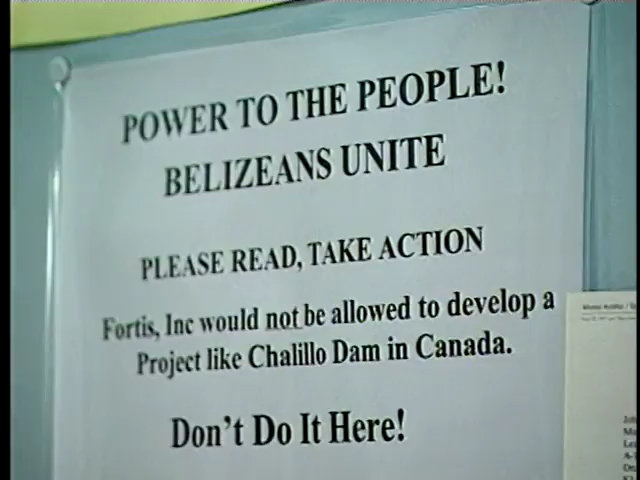 POWER TO THE PEOPLE!
BELIZEANS UNITE
PLEASE READ, TAKE ACTION
Fortis, Inc would not be allowed to develop a
Project like Chalillo Dam in Canada.
Don't Do It Here!